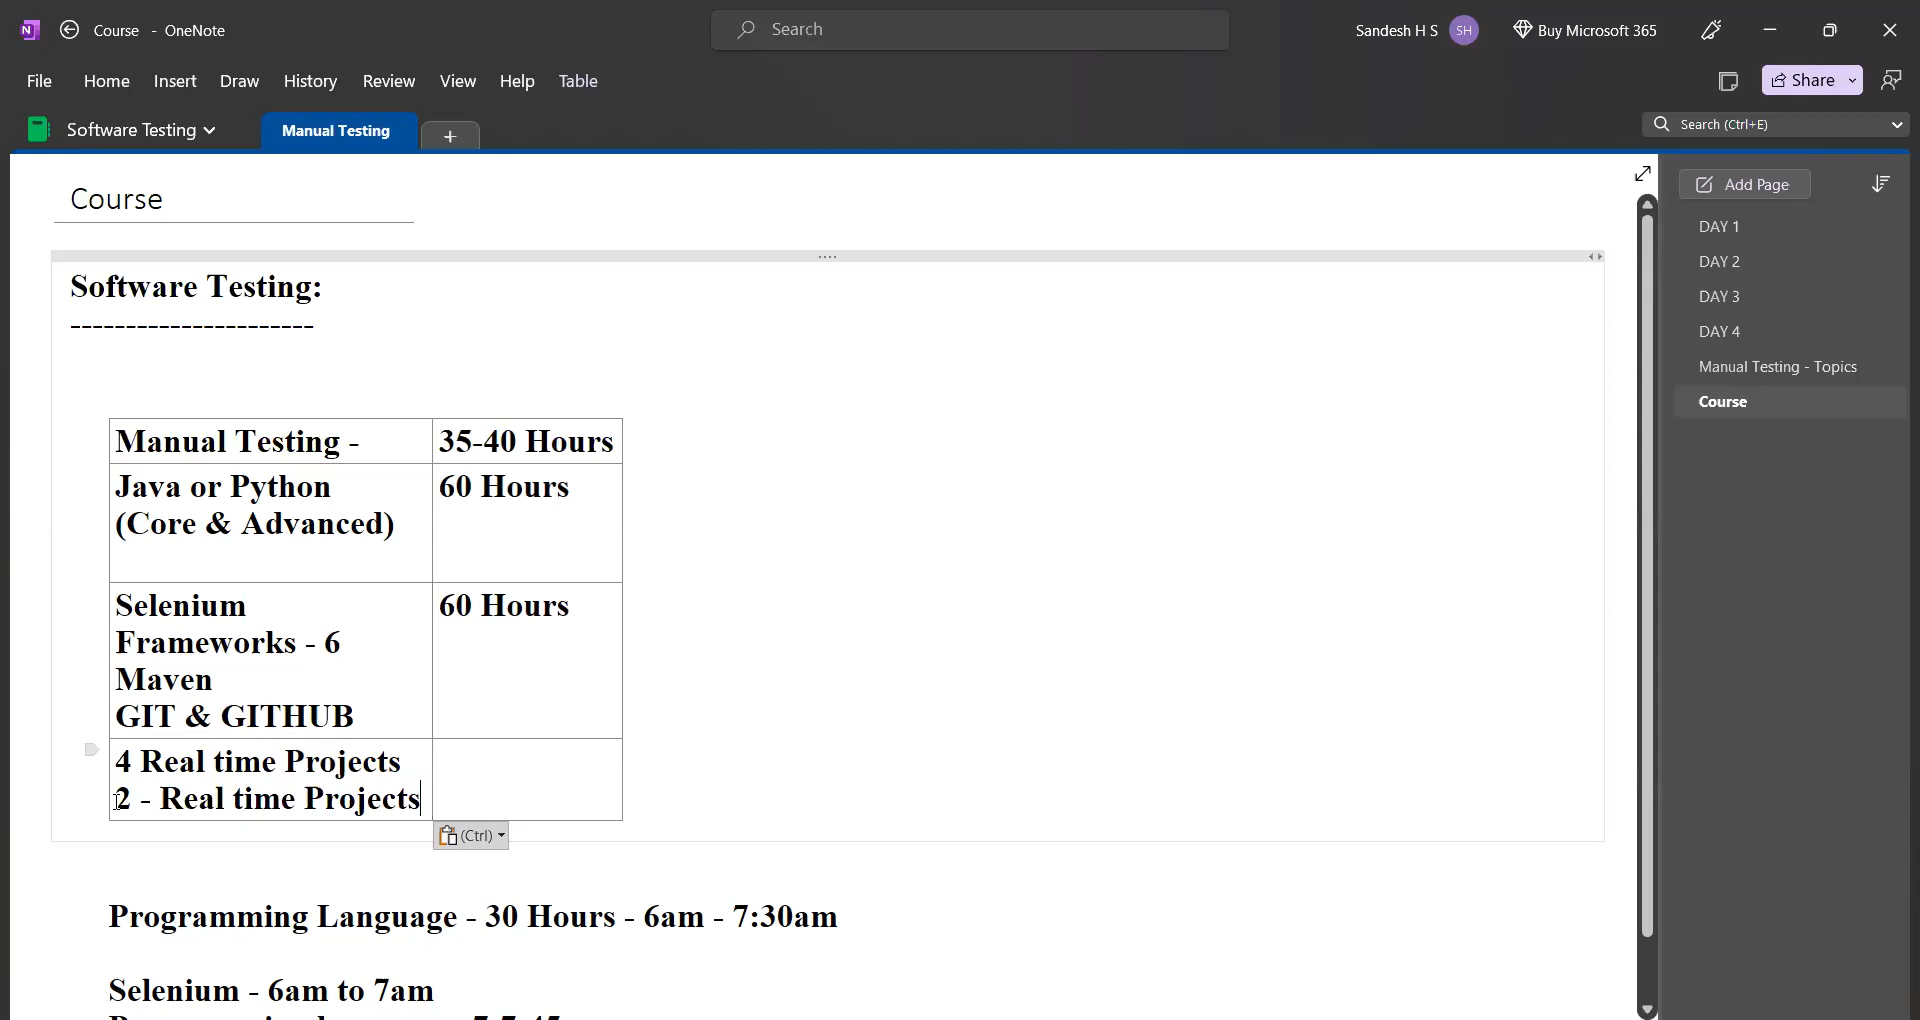 Course - OneNote
Search
Sandesh H S SH
Buy Microsoft 365
File Home Insert Draw History Review View Help Table
Share
Software Testing
Manual Testing
+
Search (Ctrl+E)
Course
Add Page
DAY 1
DAY 2
DAY 3
DAY 4
Manual Testing - Topics
Course
Software Testing:
----------------------
Manual Testing - 35-40 Hours
Java or Python 60 Hours
(Core & Advanced)
Selenium 60 Hours
Frameworks - 6
Maven
GIT & GITHUB
4 Real time Projects
2 - Real time Projects
(Ctrl)
Programming Language - 30 Hours - 6am - 7:30am
Selenium - 6am to 7am